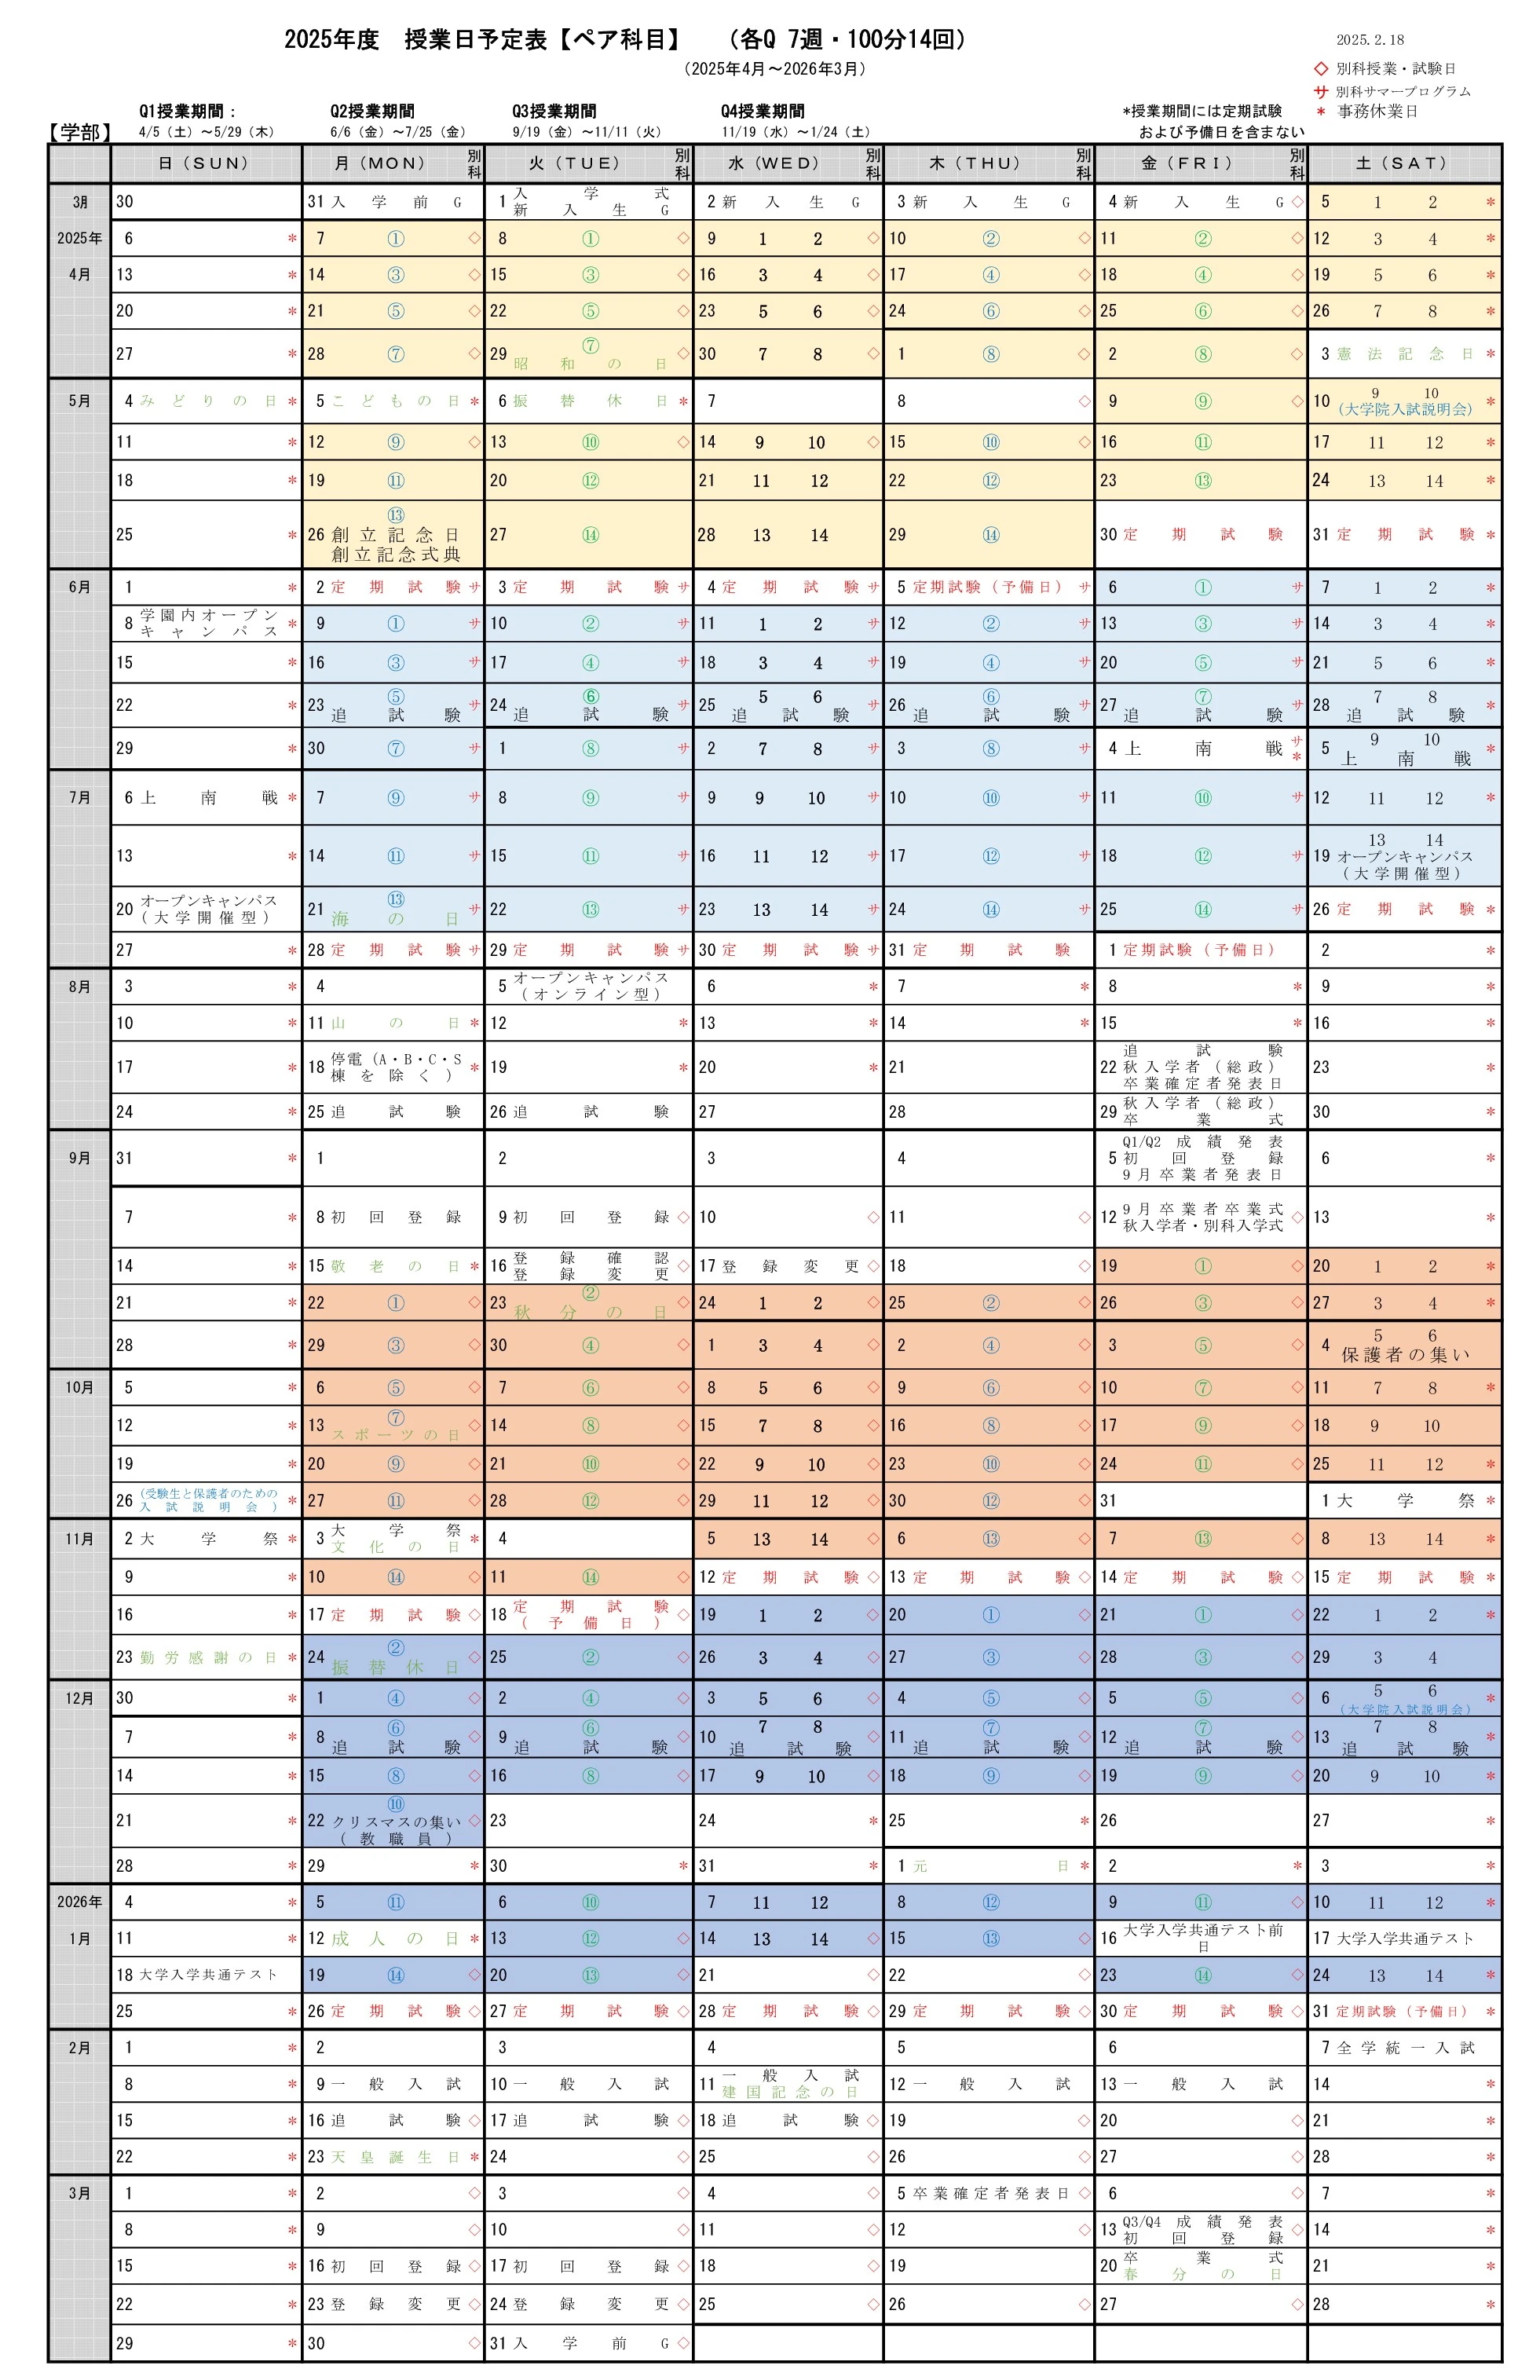 2025年度 授業日予定表【ペア科目】 （各Q 7週・100分14回）
（2025年4月～2026年3月）
2025.2.18
◇ 別科授業・試験日
サ 別科サマープログラム
* 事務休業日
【学部】
Q1授業期間：
4/5（土）～5/29（木）
Q2授業期間
6/6（金）～7/25（金）
Q3授業期間
9/19（金）～11/11（火）
Q4授業期間
11/19（水）～1/24（土）
*授業期間には定期試験
および予備日を含まない
日（SUN） 月（MON） 別科 火（TUE） 別科 水（WED） 別科 木（THU） 別科 金（FRI） 別科 土（SAT）
3月 30 31 入学前G 1 入学式 新入生G 2 新入生G 3 新入生G 4 新入生G ◇ 5 1 2 *
2025年 6 * 7 ① ◇ 8 ① ◇ 9 1 2 ◇ 10 ② ◇ 11 ② ◇ 12 3 4 *
4月 13 * 14 ③ ◇ 15 ③ ◇ 16 3 4 ◇ 17 ④ ◇ 18 ④ ◇ 19 5 6 *
20 * 21 ⑤ ◇ 22 ⑤ ◇ 23 5 6 ◇ 24 ⑥ ◇ 25 ⑥ ◇ 26 7 8 *
27 * 28 ⑦ ◇ 29 ⑦ 昭和の日 ◇ 30 7 8 ◇ 1 ⑧ ◇ 2 ⑧ ◇ 3 憲法記念日 *
5月 4 みどりの日 * 5 こどもの日 * 6 振替休日 * 7 8 ◇ 9 ⑨ ◇ 10 9 10 （大学院入試説明会） *
11 * 12 ⑨ ◇ 13 ⑩ ◇ 14 9 10 ◇ 15 ⑩ ◇ 16 ⑪ 17 11 12 *
18 * 19 ⑪ 20 ⑫ 21 11 12 22 ⑫ 23 ⑬ 24 13 14 *
25 * 26 ⑬ 創立記念日 創立記念式典 27 ⑭ 28 13 14 29 ⑭ 30 定期試験 31 定期試験 *
6月 1 * 2 定期試験 サ 3 定期試験 サ 4 定期試験 サ 5 定期試験（予備日） サ 6 ① サ 7 1 2 *
8 学園内オープンキャンパス * 9 ① サ 10 ② サ 11 1 2 サ 12 ② サ 13 ③ サ 14 3 4 *
15 * 16 ③ サ 17 ④ サ 18 3 4 サ 19 ④ サ 20 ⑤ サ 21 5 6 *
22 * 23 ⑤ 追試験 サ 24 ⑥ 追試験 サ 25 5 6 追試験 サ 26 ⑥ 追試験 サ 27 ⑦ 追試験 サ 28 7 8 追試験 *
29 * 30 ⑦ サ 1 ⑧ サ 2 7 8 サ 3 ⑧ サ 4 上南戦 サ * 5 9 10 上南戦 *
7月 6 上南戦 * 7 ⑨ サ 8 ⑨ サ 9 9 10 サ 10 ⑩ サ 11 ⑩ サ 12 11 12 *
13 * 14 ⑪ サ 15 ⑪ サ 16 11 12 サ 17 ⑫ サ 18 ⑫ サ 19 13 14 オープンキャンパス（大学開催型）
20 オープンキャンパス（大学開催型） 21 ⑬ 海の日 サ 22 ⑬ サ 23 13 14 サ 24 ⑭ サ 25 ⑭ サ 26 定期試験 *
27 * 28 定期試験 サ 29 定期試験 サ 30 定期試験 サ 31 定期試験 1 定期試験（予備日） 2 *
8月 3 * 4 5 オープンキャンパス（オンライン型） 6 * 7 * 8 * 9 *
10 * 11 山の日 * 12 * 13 * 14 * 15 * 16 *
17 * 18 停電（A・B・C・S棟を除く） * 19 * 20 * 21 22 追試験 秋入学者（総政）卒業確定者発表日 23 *
24 * 25 追試験 26 追試験 27 28 29 秋入学者（総政）卒業式 30 *
9月 31 * 1 2 3 4 5 Q1/Q2成績発表 初回登録 9月卒業者発表日 6 *
7 * 8 初回登録 9 初回登録 ◇ 10 ◇ 11 ◇ 12 9月卒業者卒業式 秋入学者・別科入学式 ◇ 13 *
14 * 15 敬老の日 * 16 登録確認 登録変更 ◇ 17 登録変更 ◇ 18 ◇ 19 ① ◇ 20 1 2 *
21 * 22 ① ◇ 23 ② 秋分の日 ◇ 24 1 2 ◇ 25 ② ◇ 26 ③ ◇ 27 3 4 *
28 * 29 ③ ◇ 30 ④ ◇ 1 3 4 ◇ 2 ④ ◇ 3 ⑤ ◇ 4 5 6 保護者の集い
10月 5 * 6 ⑤ ◇ 7 ⑥ ◇ 8 5 6 ◇ 9 ⑥ ◇ 10 ⑦ ◇ 11 7 8 *
12 * 13 ⑦ スポーツの日 ◇ 14 ⑧ ◇ 15 7 8 ◇ 16 ⑧ ◇ 17 ⑨ ◇ 18 9 10 *
19 * 20 ⑨ ◇ 21 ⑩ ◇ 22 9 10 ◇ 23 ⑩ ◇ 24 ⑪ ◇ 25 11 12 *
26 （受験生と保護者のための入試説明会） * 27 ⑪ ◇ 28 ⑫ ◇ 29 11 12 ◇ 30 ⑫ ◇ 31 1 大学祭 *
11月 2 大学祭 * 3 大学祭 文化の日 * 4 5 13 14 ◇ 6 ⑬ ◇ 7 ⑬ ◇ 8 13 14 *
9 * 10 ⑭ ◇ 11 ⑭ ◇ 12 定期試験 ◇ 13 定期試験 ◇ 14 定期試験 ◇ 15 定期試験 *
16 * 17 定期試験 ◇ 18 定期試験（予備日） ◇ 19 1 2 ◇ 20 ① ◇ 21 ① ◇ 22 1 2 *
23 勤労感謝の日 * 24 ② 振替休日 ◇ 25 ② ◇ 26 3 4 ◇ 27 ③ ◇ 28 ③ ◇ 29 3 4
12月 30 * 1 ④ ◇ 2 ④ ◇ 3 5 6 ◇ 4 ⑤ ◇ 5 ⑤ ◇ 6 5 6 （大学院入試説明会） *
7 * 8 ⑥ 追試験 ◇ 9 ⑥ 追試験 ◇ 10 7 8 追試験 ◇ 11 ⑦ 追試験 ◇ 12 ⑦ 追試験 ◇ 13 7 8 追試験 *
14 * 15 ⑧ ◇ 16 ⑧ ◇ 17 9 10 ◇ 18 ⑨ ◇ 19 ⑨ ◇ 20 9 10 *
21 * 22 ⑩ クリスマスの集い（教職員） ◇ 23 24 * 25 * 26 27 *
28 * 29 * 30 * 31 * 1 元日 * 2 * 3 *
2026年 4 * 5 ⑪ 6 ⑩ 7 11 12 8 ⑫ 9 ⑪ ◇ 10 11 12 *
1月 11 * 12 成人の日 * 13 ⑫ ◇ 14 13 14 ◇ 15 ⑬ ◇ 16 大学入学共通テスト前日 17 大学入学共通テスト
18 大学入学共通テスト 19 ⑭ ◇ 20 ⑬ ◇ 21 ◇ 22 ◇ 23 ⑭ ◇ 24 13 14 *
25 * 26 定期試験 ◇ 27 定期試験 ◇ 28 定期試験 ◇ 29 定期試験 ◇ 30 定期試験 ◇ 31 定期試験（予備日） *
2月 1 * 2 3 4 5 6 7 全学統一入試
8 * 9 一般入試 10 一般入試 11 一般入試 建国記念の日 12 一般入試 13 一般入試 14 *
15 * 16 追試験 ◇ 17 追試験 ◇ 18 追試験 ◇ 19 ◇ 20 ◇ 21 *
22 * 23 天皇誕生日 * 24 ◇ 25 ◇ 26 ◇ 27 ◇ 28 *
3月 1 * 2 ◇ 3 ◇ 4 ◇ 5 卒業確定者発表日 ◇ 6 ◇ 7 *
8 * 9 ◇ 10 ◇ 11 ◇ 12 ◇ 13 Q3/Q4成績発表 初回登録 ◇ 14 *
15 * 16 初回登録 ◇ 17 初回登録 ◇ 18 ◇ 19 20 卒業式 春分の日 21 *
22 * 23 登録変更 ◇ 24 登録変更 ◇ 25 ◇ 26 ◇ 27 ◇ 28 *
29 * 30 ◇ 31 入学前G ◇